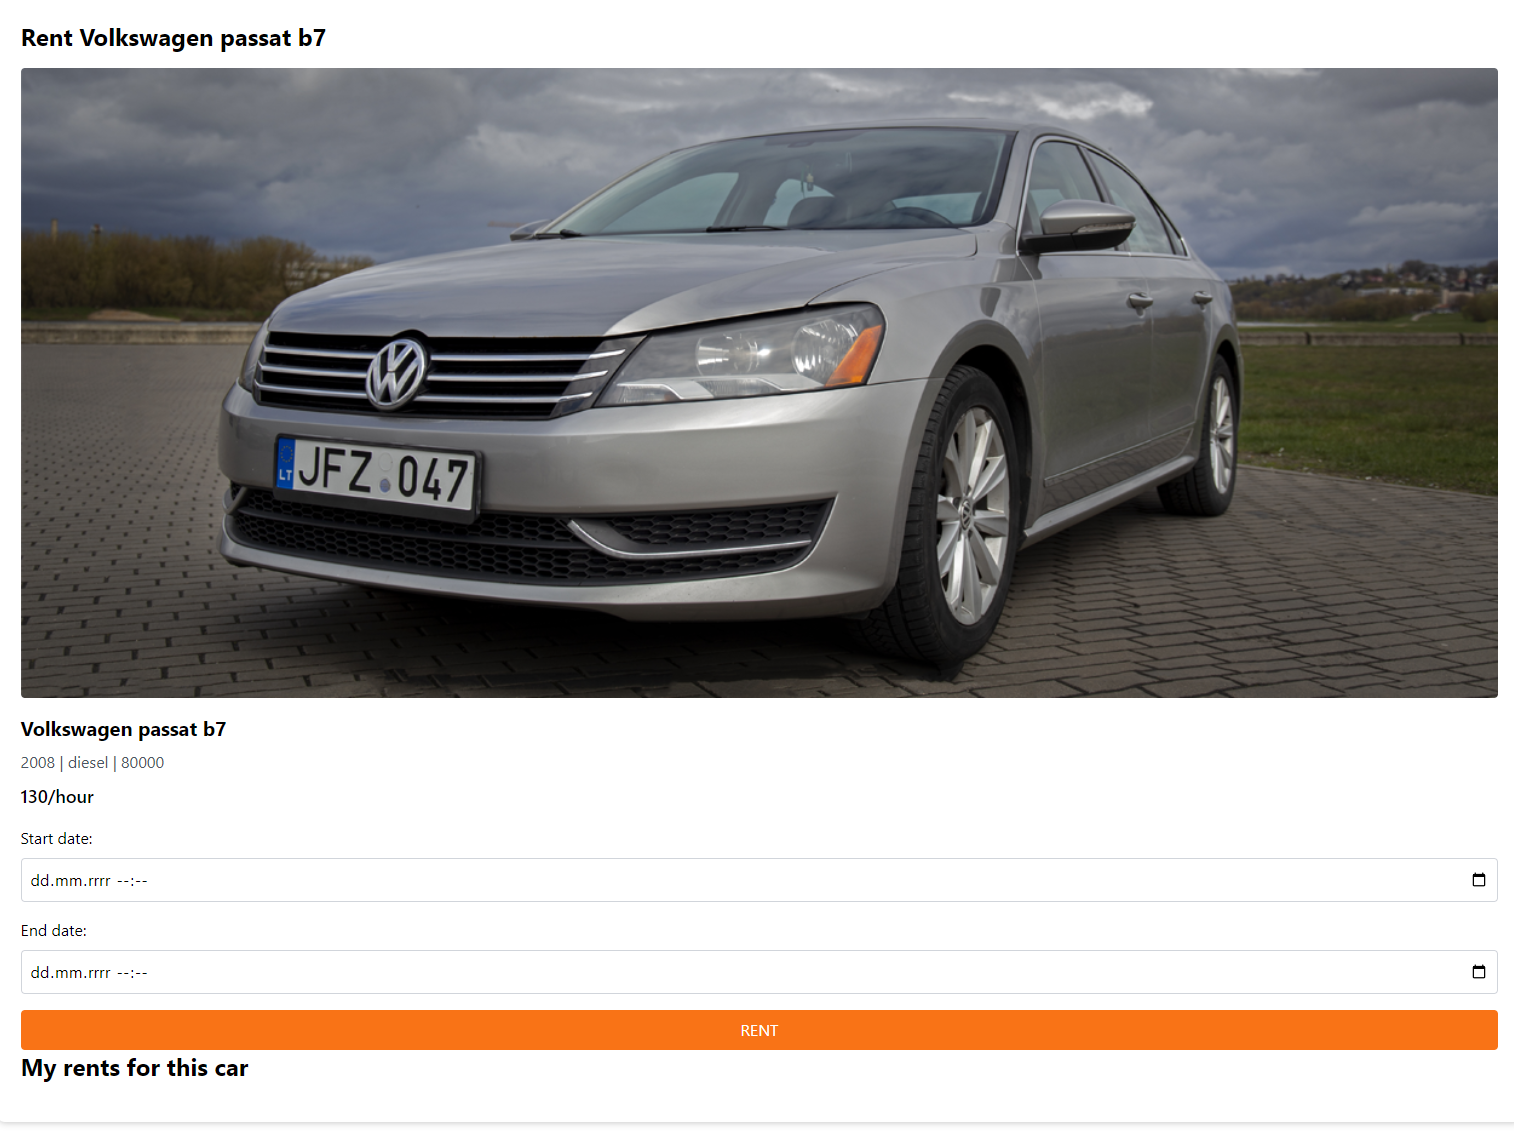 Rent Volkswagen passat b7
LT JFZ 047
Volkswagen passat b7
2008 | diesel | 80000
130/hour
Start date:
dd.mm.rrrr --:--
End date:
dd.mm.rrrr --:--
RENT
My rents for this car